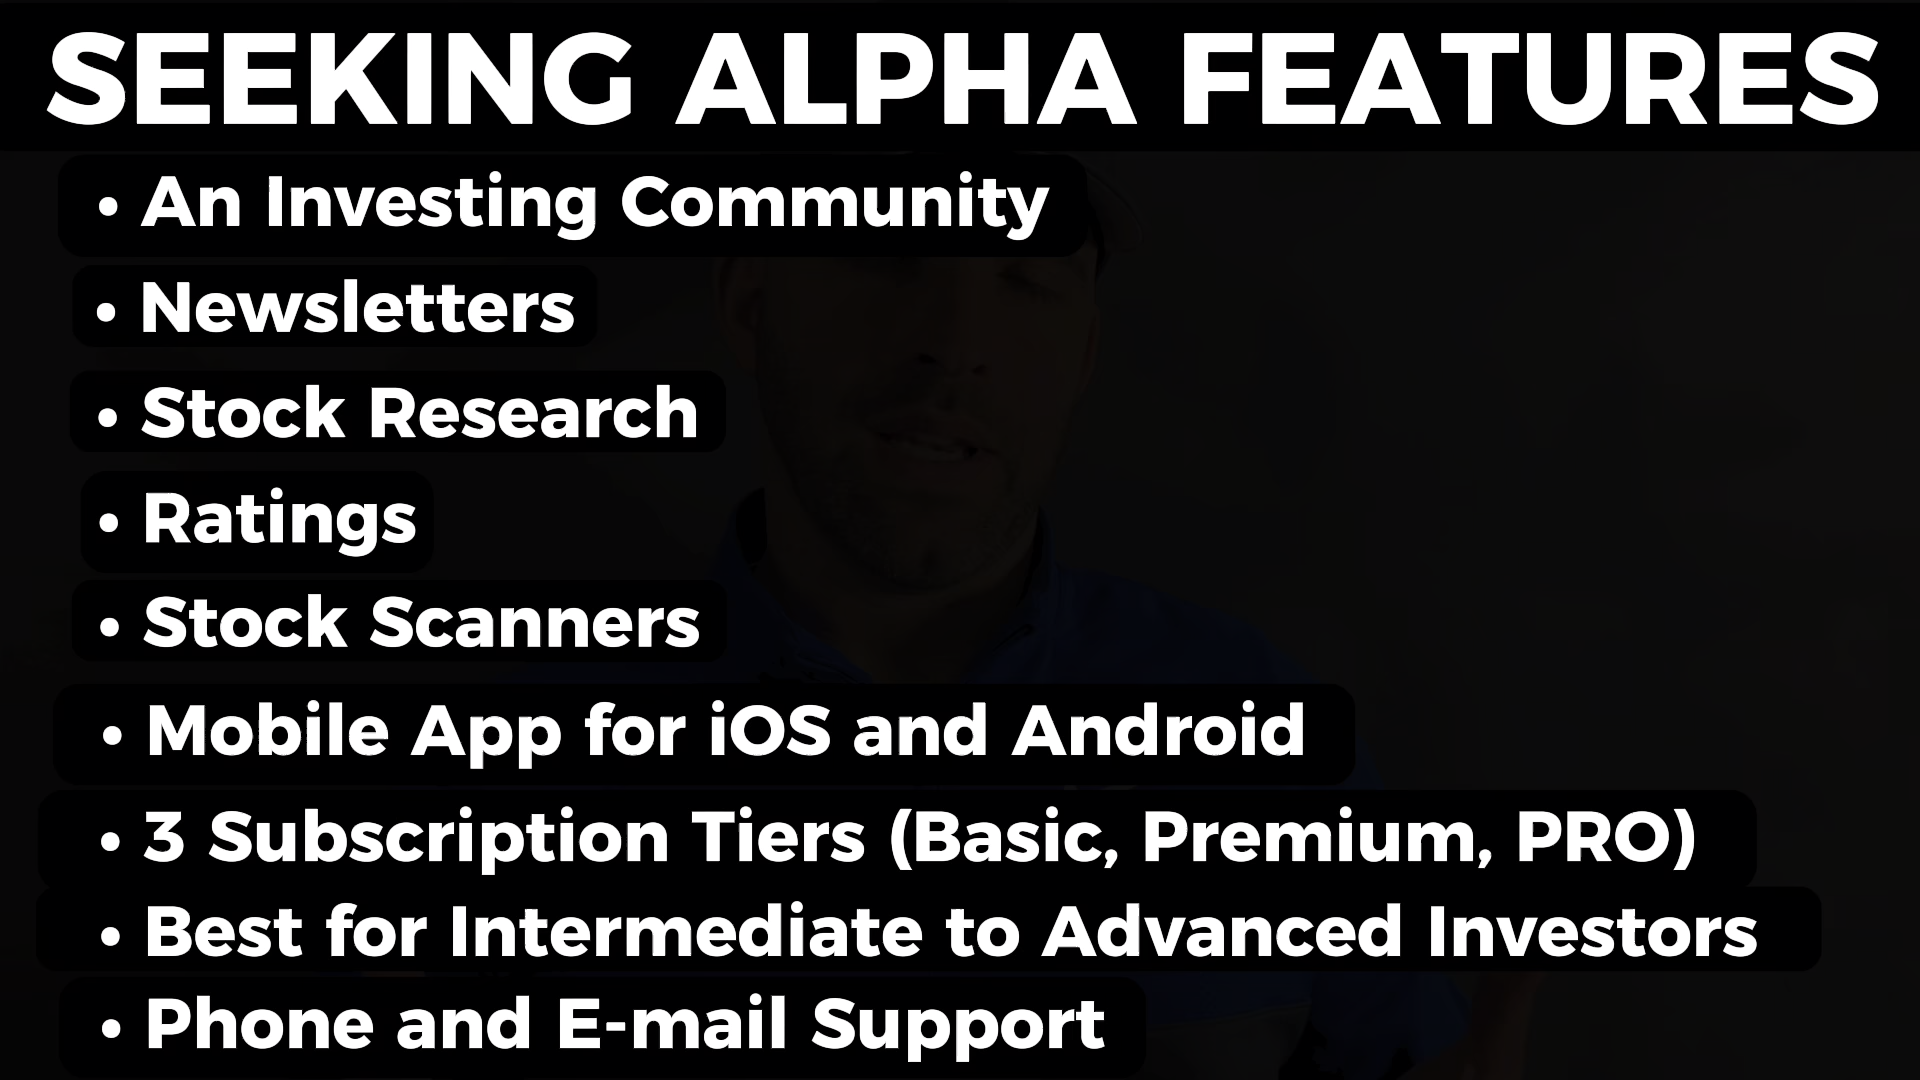 SEEKING ALPHA FEATURES
• An Investing Community
• Newsletters
• Stock Research
• Ratings
• Stock Scanners
• Mobile App for iOS and Android
• 3 Subscription Tiers (Basic, Premium, PRO)
• Best for Intermediate to Advanced Investors
• Phone and E-mail Support